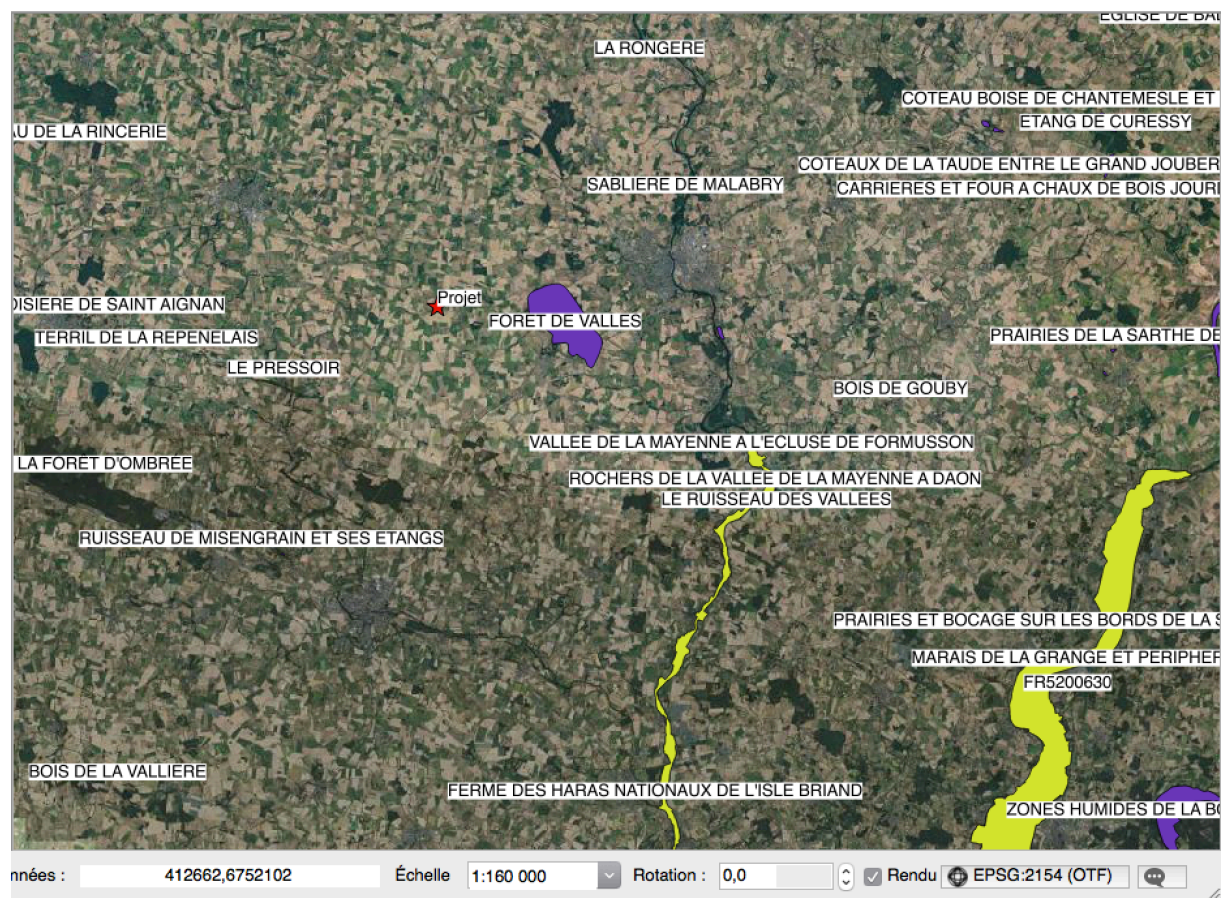 EGLISE DE BAL
LA RONGERE
COTEAU BOISE DE CHANTEMESLE ET
ETANG DE CURESSY
AU DE LA RINCERIE
COTEAUX DE LA TAUDE ENTRE LE GRAND JOUBER
SABLIERE DE MALABRY
CARRIERES ET FOUR A CHAUX DE BOIS JOURI
Projet
OISIERE DE SAINT AIGNAN
FORET DE VALLES
TERRIL DE LA REPENELAIS
PRAIRIES DE LA SARTHE DE
LE PRESSOIR
BOIS DE GOUBY
VALLEE DE LA MAYENNE A L'ECLUSE DE FORMUSSON
LA FORET D'OMBREE
ROCHERS DE LA VALLEE DE LA MAYENNE A DAON
LE RUISSEAU DES VALLEES
RUISSEAU DE MISENGRAIN ET SES ETANGS
PRAIRIES ET BOCAGE SUR LES BORDS DE LA S
MARAIS DE LA GRANGE ET PERIPHER
FR5200630
BOIS DE LA VALLIERE
FERME DES HARAS NATIONAUX DE L'ISLE BRIAND
ZONES HUMIDES DE LA BO
nnées : 412662,6752102 Échelle 1:160 000 Rotation : 0,0 Rendu EPSG:2154 (OTF)